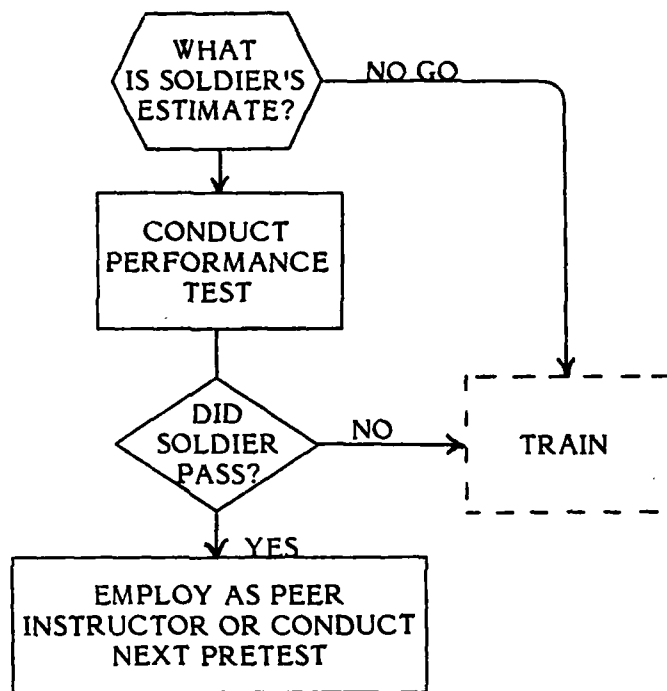 WHAT
IS SOLDIER'S
ESTIMATE?
NO GO
CONDUCT
PERFORMANCE
TEST
DID
SOLDIER
PASS?
NO
TRAIN
YES
EMPLOY AS PEER
INSTRUCTOR OR CONDUCT
NEXT PRETEST